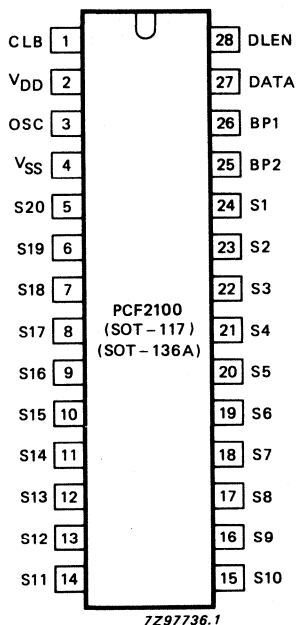 CLB 1 28 DLEN
VDD 2 27 DATA
OSC 3 26 BP1
VSS 4 25 BP2
S20 5 24 S1
S19 6 23 S2
S18 7 22 S3
PCF2100
(SOT-117)
S17 8 21 S4
(SOT-136A)
S16 9 20 S5
S15 10 19 S6
S14 11 18 S7
S13 12 17 S8
S12 13 16 S9
S11 14 15 S10
7Z97736.1